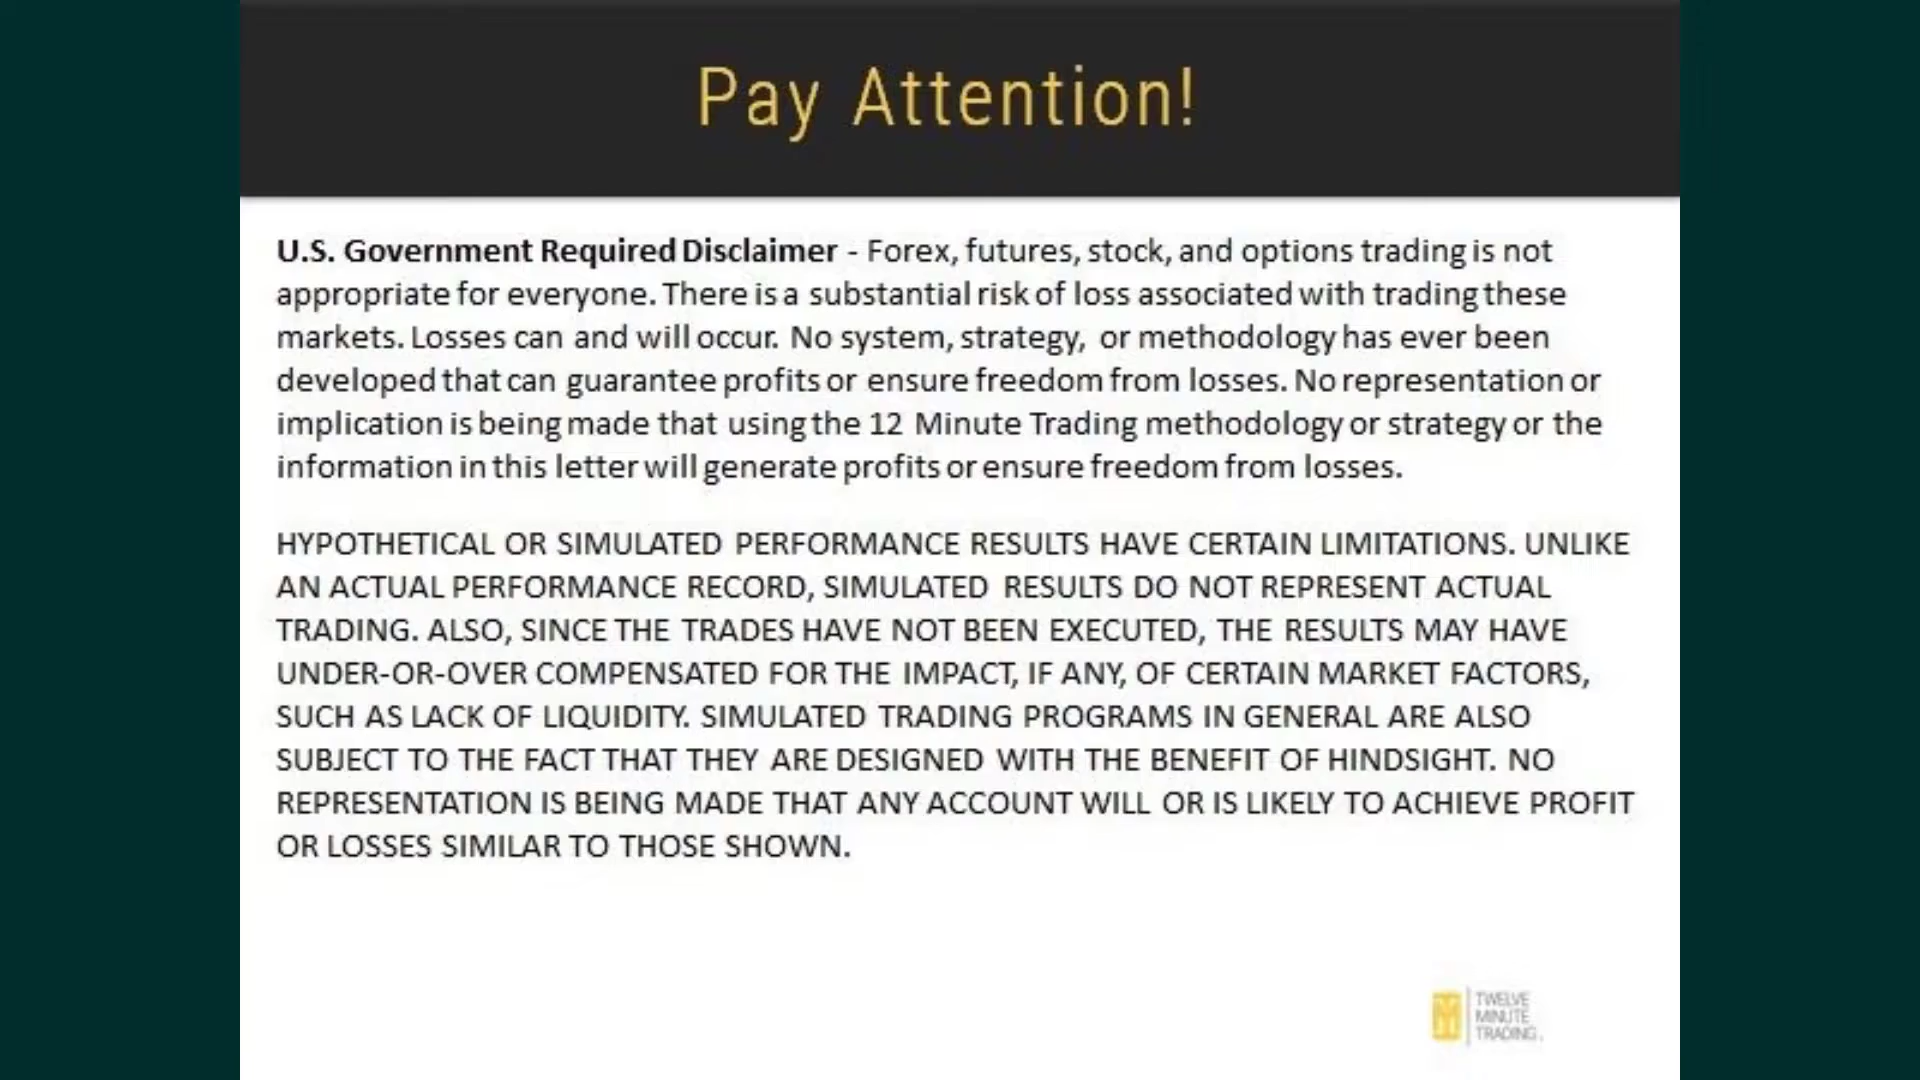 Pay Attention!
U.S. Government Required Disclaimer - Forex, futures, stock, and options trading is not
appropriate for everyone. There is a substantial risk of loss associated with trading these
markets. Losses can and will occur. No system, strategy, or methodology has ever been
developed that can guarantee profits or ensure freedom from losses. No representation or
implication is being made that using the 12 Minute Trading methodology or strategy or the
information in this letter will generate profits or ensure freedom from losses.
HYPOTHETICAL OR SIMULATED PERFORMANCE RESULTS HAVE CERTAIN LIMITATIONS. UNLIKE
AN ACTUAL PERFORMANCE RECORD, SIMULATED RESULTS DO NOT REPRESENT ACTUAL
TRADING. ALSO, SINCE THE TRADES HAVE NOT BEEN EXECUTED, THE RESULTS MAY HAVE
UNDER-OR-OVER COMPENSATED FOR THE IMPACT, IF ANY, OF CERTAIN MARKET FACTORS,
SUCH AS LACK OF LIQUIDITY. SIMULATED TRADING PROGRAMS IN GENERAL ARE ALSO
SUBJECT TO THE FACT THAT THEY ARE DESIGNED WITH THE BENEFIT OF HINDSIGHT. NO
REPRESENTATION IS BEING MADE THAT ANY ACCOUNT WILL OR IS LIKELY TO ACHIEVE PROFIT
OR LOSSES SIMILAR TO THOSE SHOWN.
TWELVE
MINUTE
TRADING